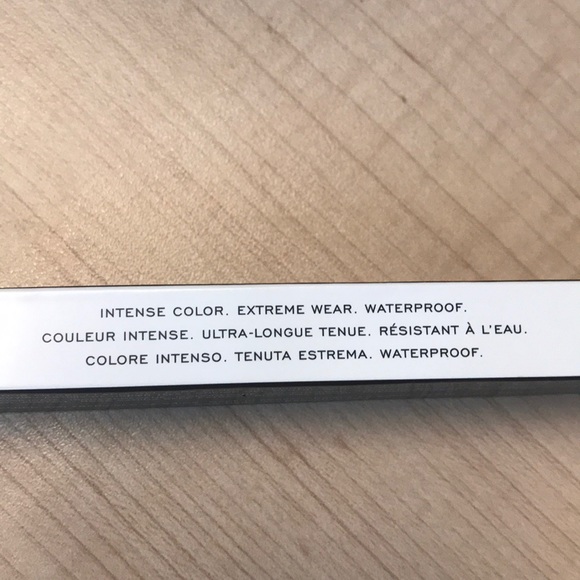 INTENSE COLOR. EXTREME WEAR. WATERPROOF.
COULEUR INTENSE. ULTRA-LONGUE TENUE. RÉSISTANT À L'EAU.
COLORE INTENSO. TENUTA ESTREMA. WATERPROOF.